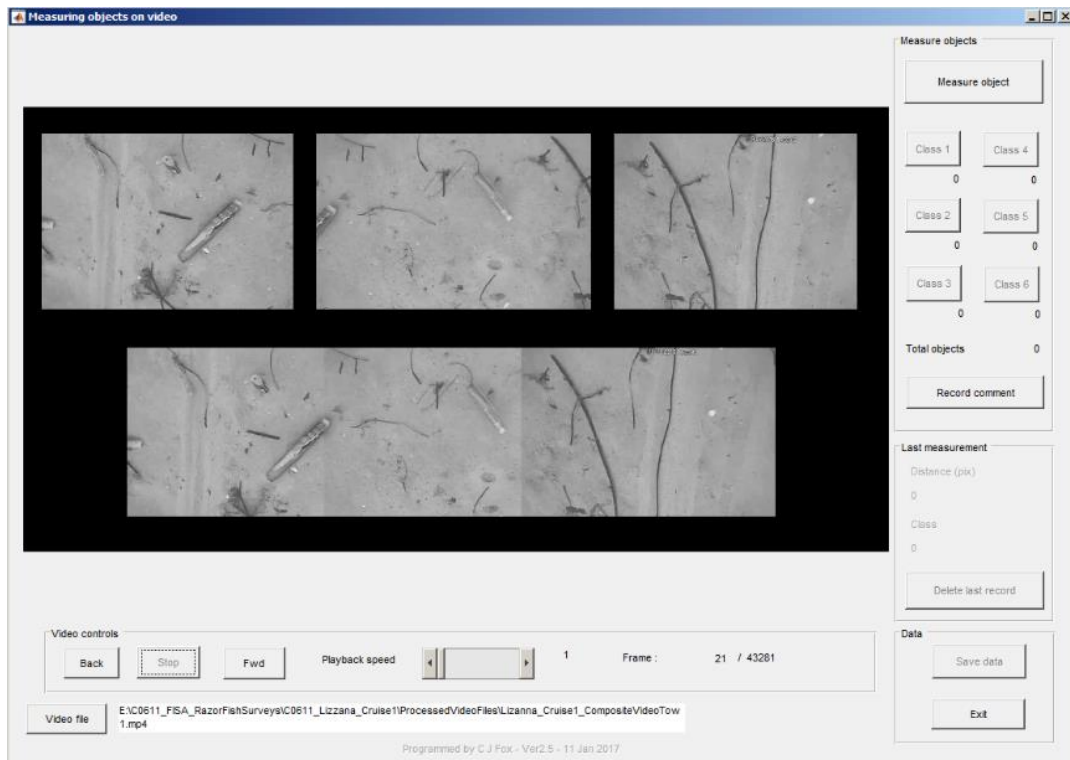 Measuring objects on video
Measure objects
Measure object
Class 1
Class 4
0
0
Class 2
Class 5
0
0
Class 3
Class 6
0
0
Total objects
0
Record comment
Last measurement
Distance (pix)
0
Class
0
Delete last record
Video controls
Back
Stop
Fwd
Playback speed
1
Frame :
21 / 43281
Data
Save data
Exit
Video file
E:\C0611_FISA_RazorFishSurveys\C0611_Lizzana_Cruise1\ProcessedVideoFiles\Lizanna_Cruise1_CompositeVideoTow
1.mp4
Programmed by C J Fox - Ver2.5 - 11 Jan 2017